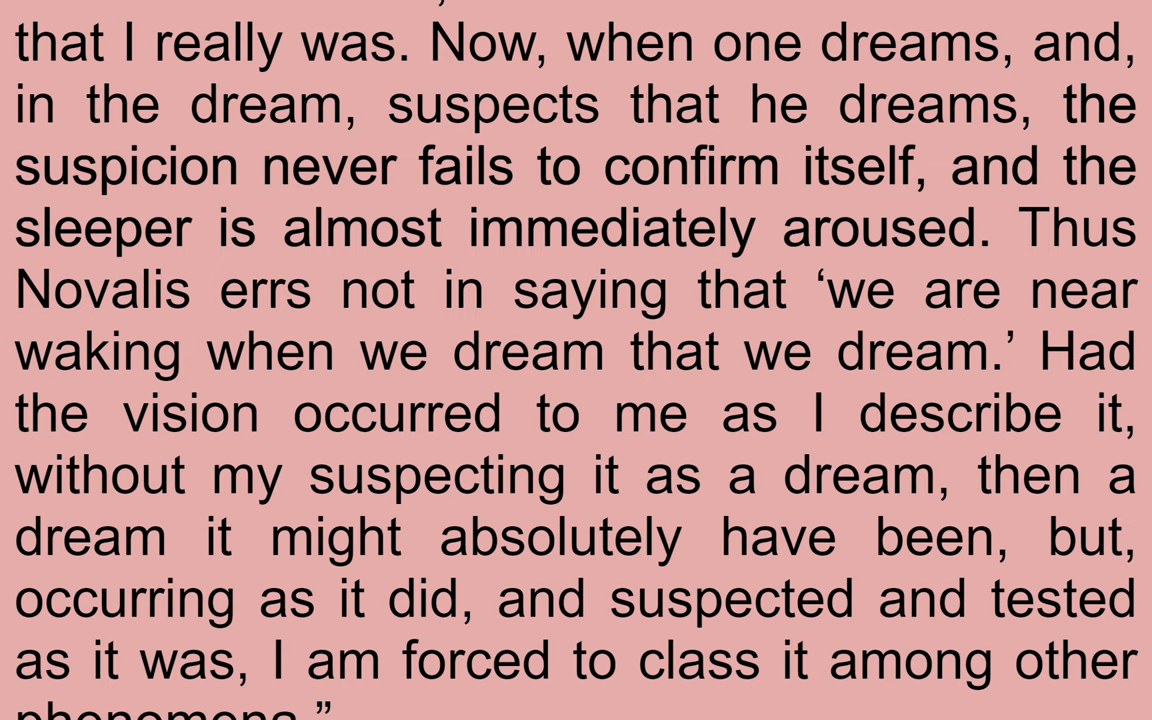 that I really was. Now, when one dreams, and,
in the dream, suspects that he dreams, the
suspicion never fails to confirm itself, and the
sleeper is almost immediately aroused. Thus
Novalis errs not in saying that ‘we are near
waking when we dream that we dream.’ Had
the vision occurred to me as I describe it,
without my suspecting it as a dream, then a
dream it might absolutely have been, but,
occurring as it did, and suspected and tested
as it was, I am forced to class it among other
phenomena.”